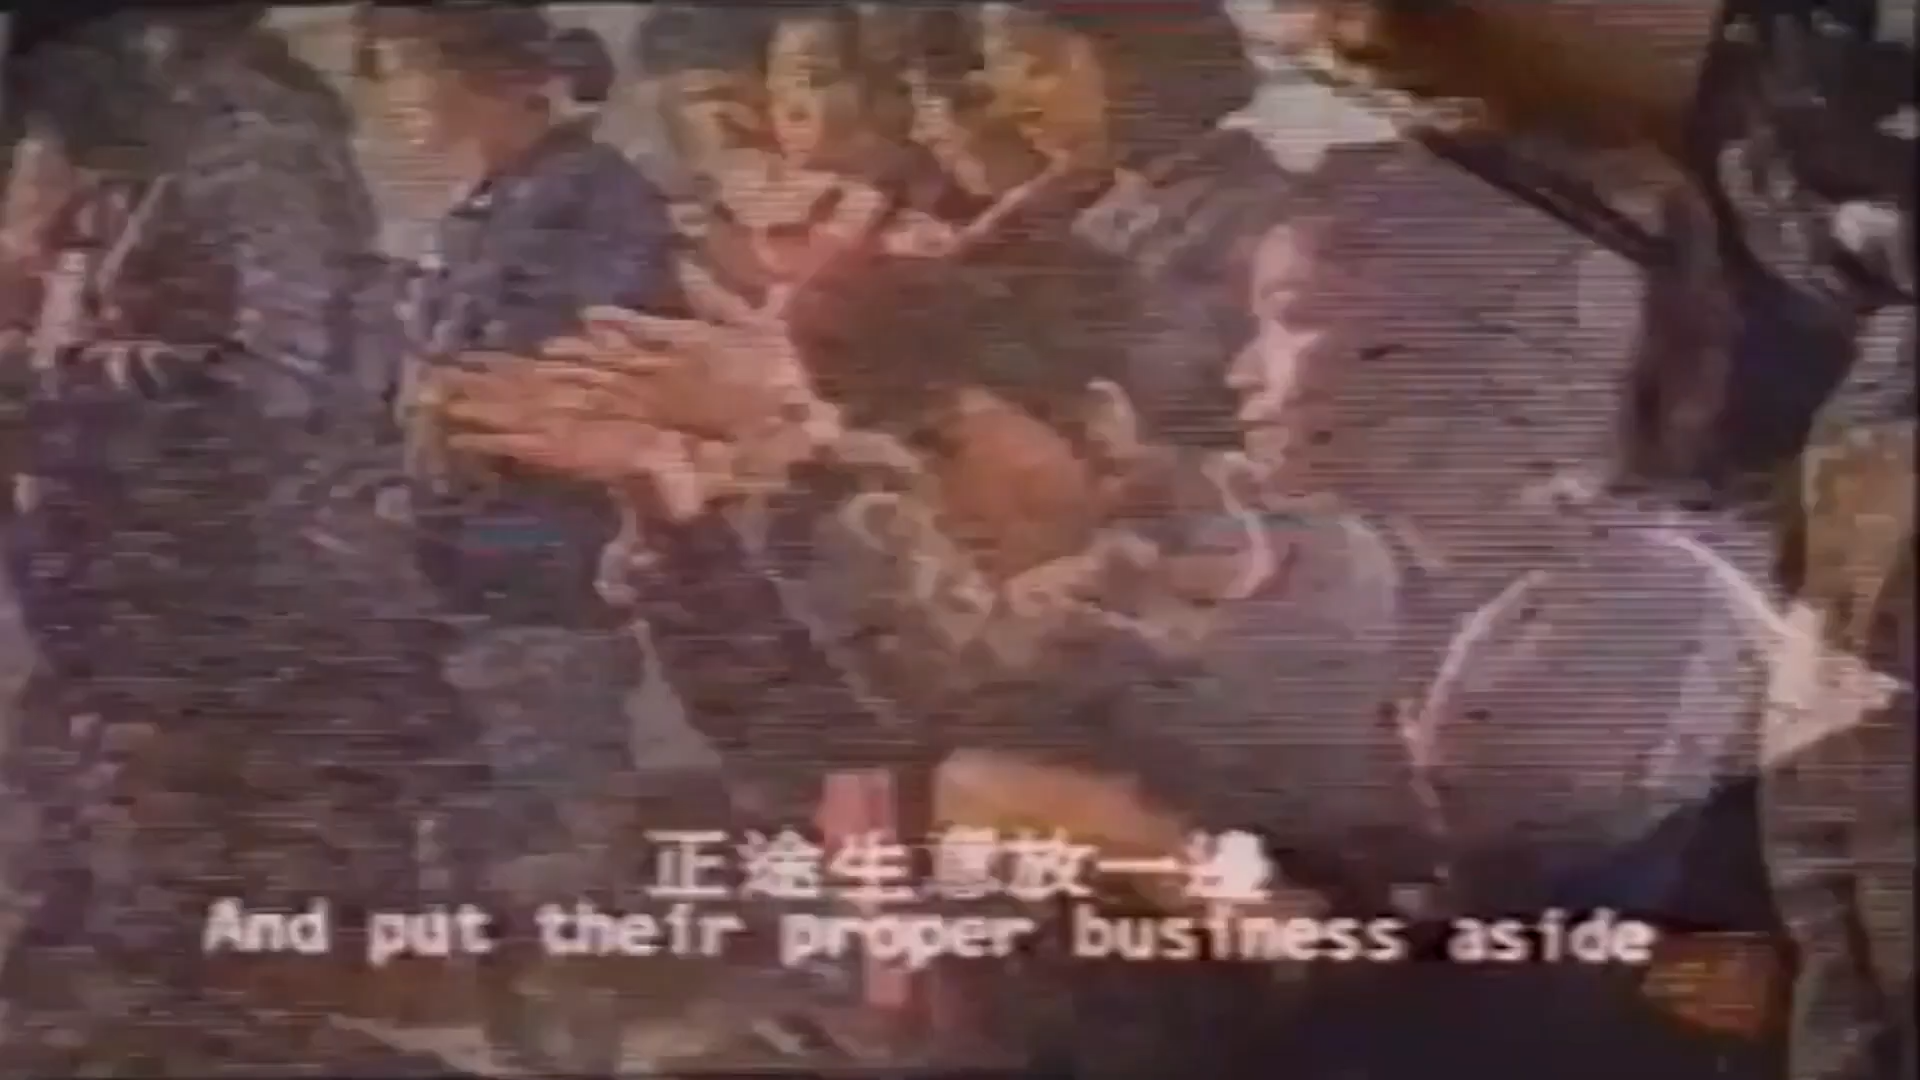 正途生意放一邊
And put their proper business aside